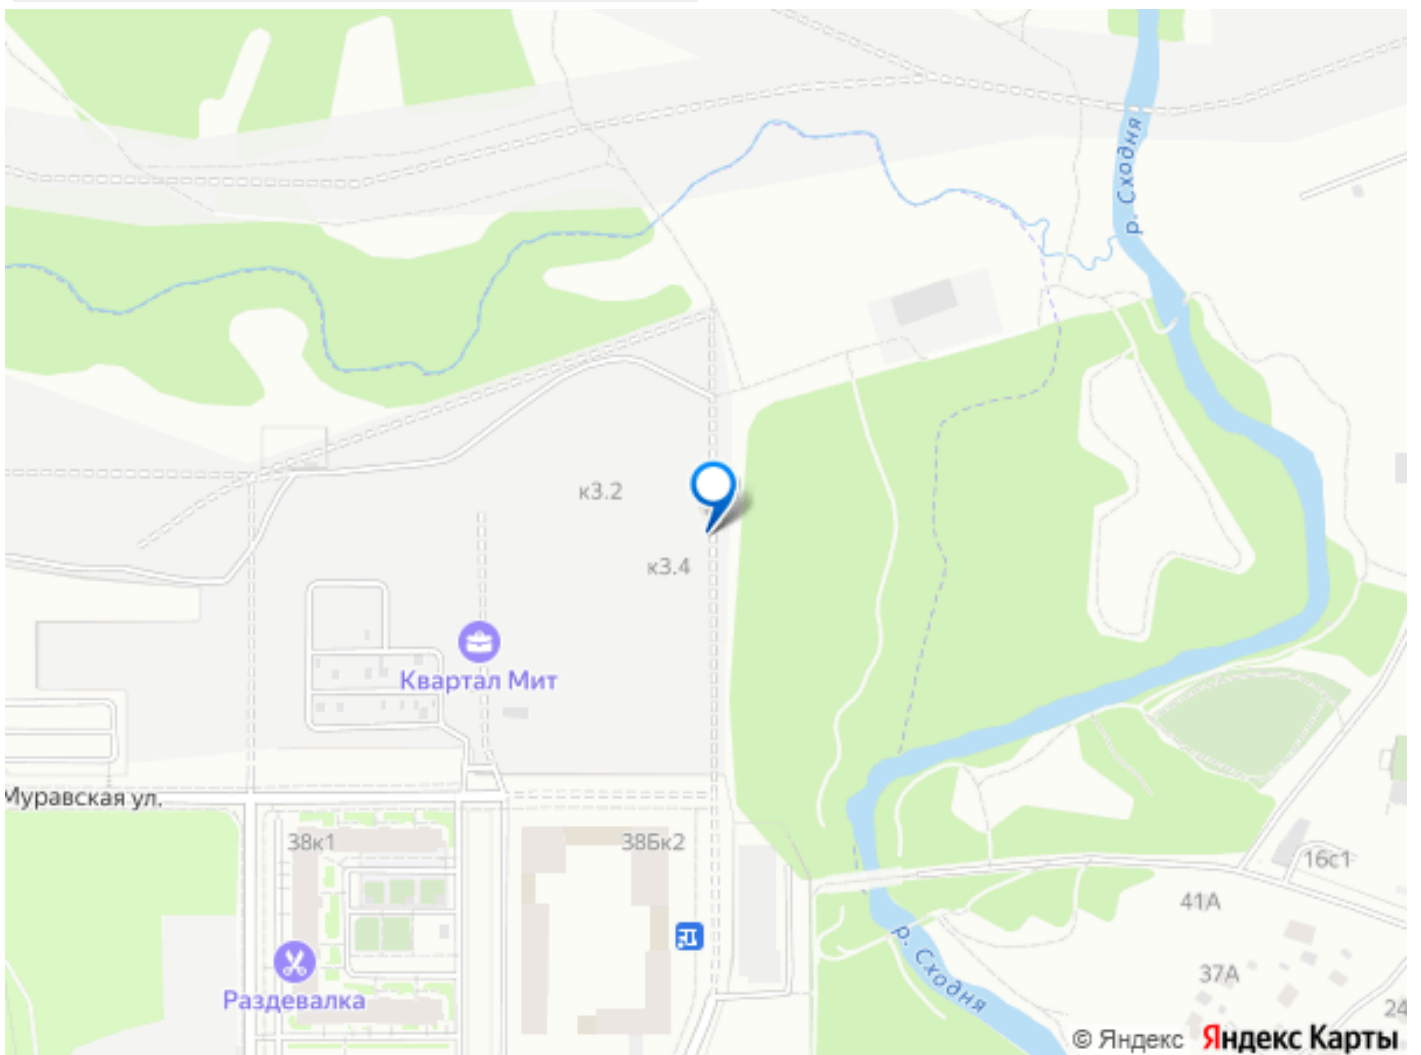 р. Сходня
к3.2
к3.4
Квартал Мит
Муравская ул.
38к1
38Бк2
16с1
41А
р. Сходня
37А
Раздевалка
24
© Яндекс Яндекс Карты